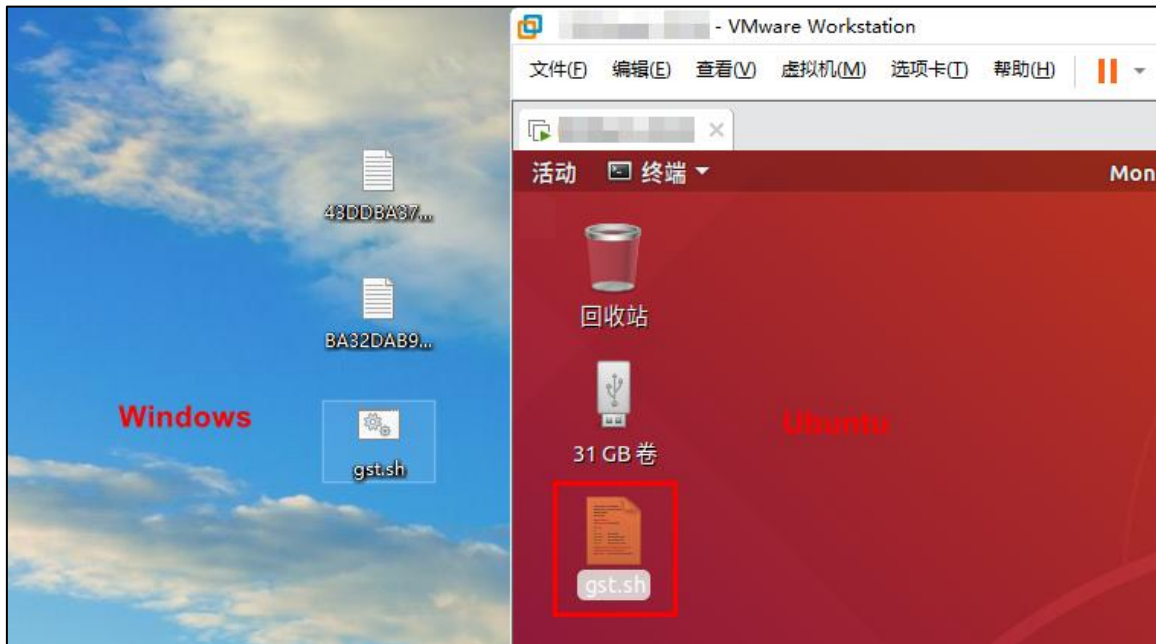 43DDBA37...
BA32DAB9...
Windows
gst.sh
- VMware Workstation
文件(F) 编辑(E) 查看(V) 虚拟机(M) 选项卡(T) 帮助(H)
活动 终端 Mon
回收站
31 GB 卷
Ubuntu
gst.sh